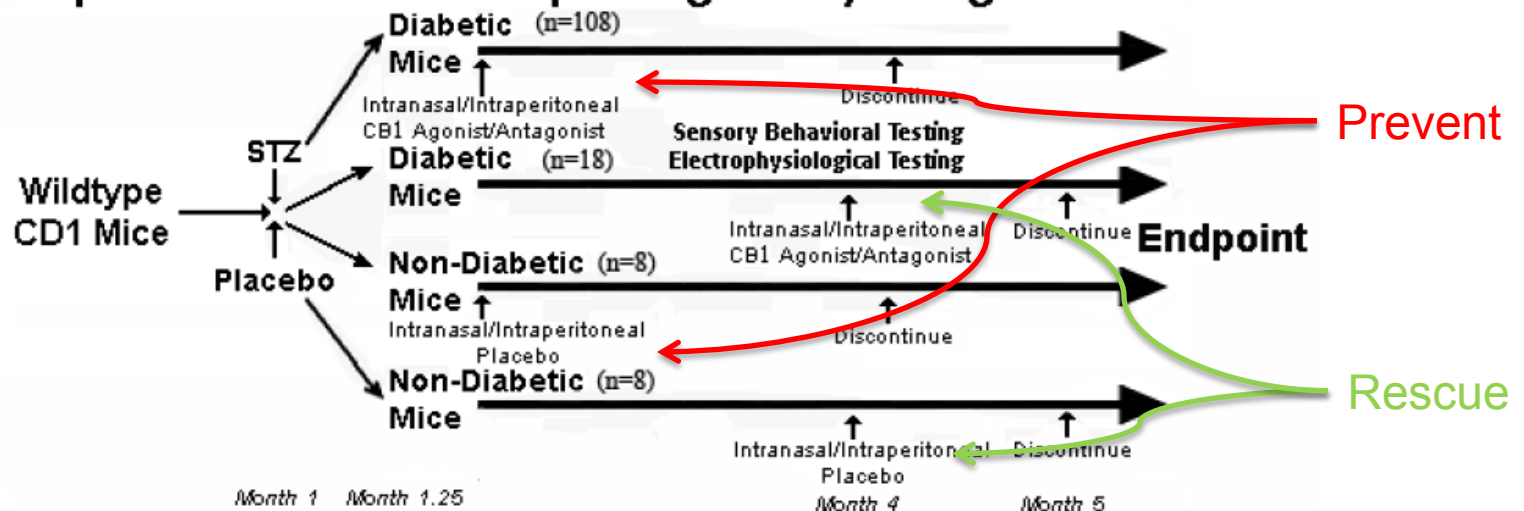 Diabetic (n=108)
Mice
Intranasal/Intraperitoneal
CB1 Agonist/Antagonist
Discontinue
Prevent
Sensory Behavioral Testing
Electrophysiological Testing
STZ
Diabetic (n=18)
Mice
Wildtype
CD1 Mice
Intranasal/Intraperitoneal
CB1 Agonist/Antagonist
Discontinue
Endpoint
Placebo
Non-Diabetic (n=8)
Mice
Intranasal/Intraperitoneal
Placebo
Discontinue
Non-Diabetic (n=8)
Mice
Rescue
Intranasal/Intraperitoneal
Placebo
Discontinue
Month 1 Month 1.25 Month 4 Month 5